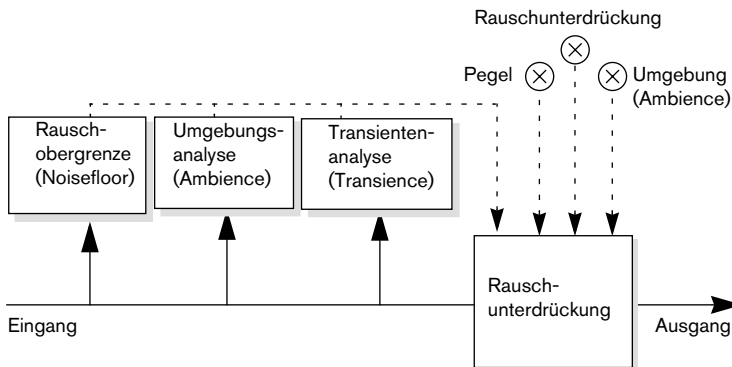 Rauschunterdrückung
Pegel
Umgebung
(Ambience)
Rausch-
obergrenze
(Noisefloor)
Umgebungs-
analyse
(Ambience)
Transienten-
analyse
(Transience)
Rausch-
unterdrückung
Eingang
Ausgang